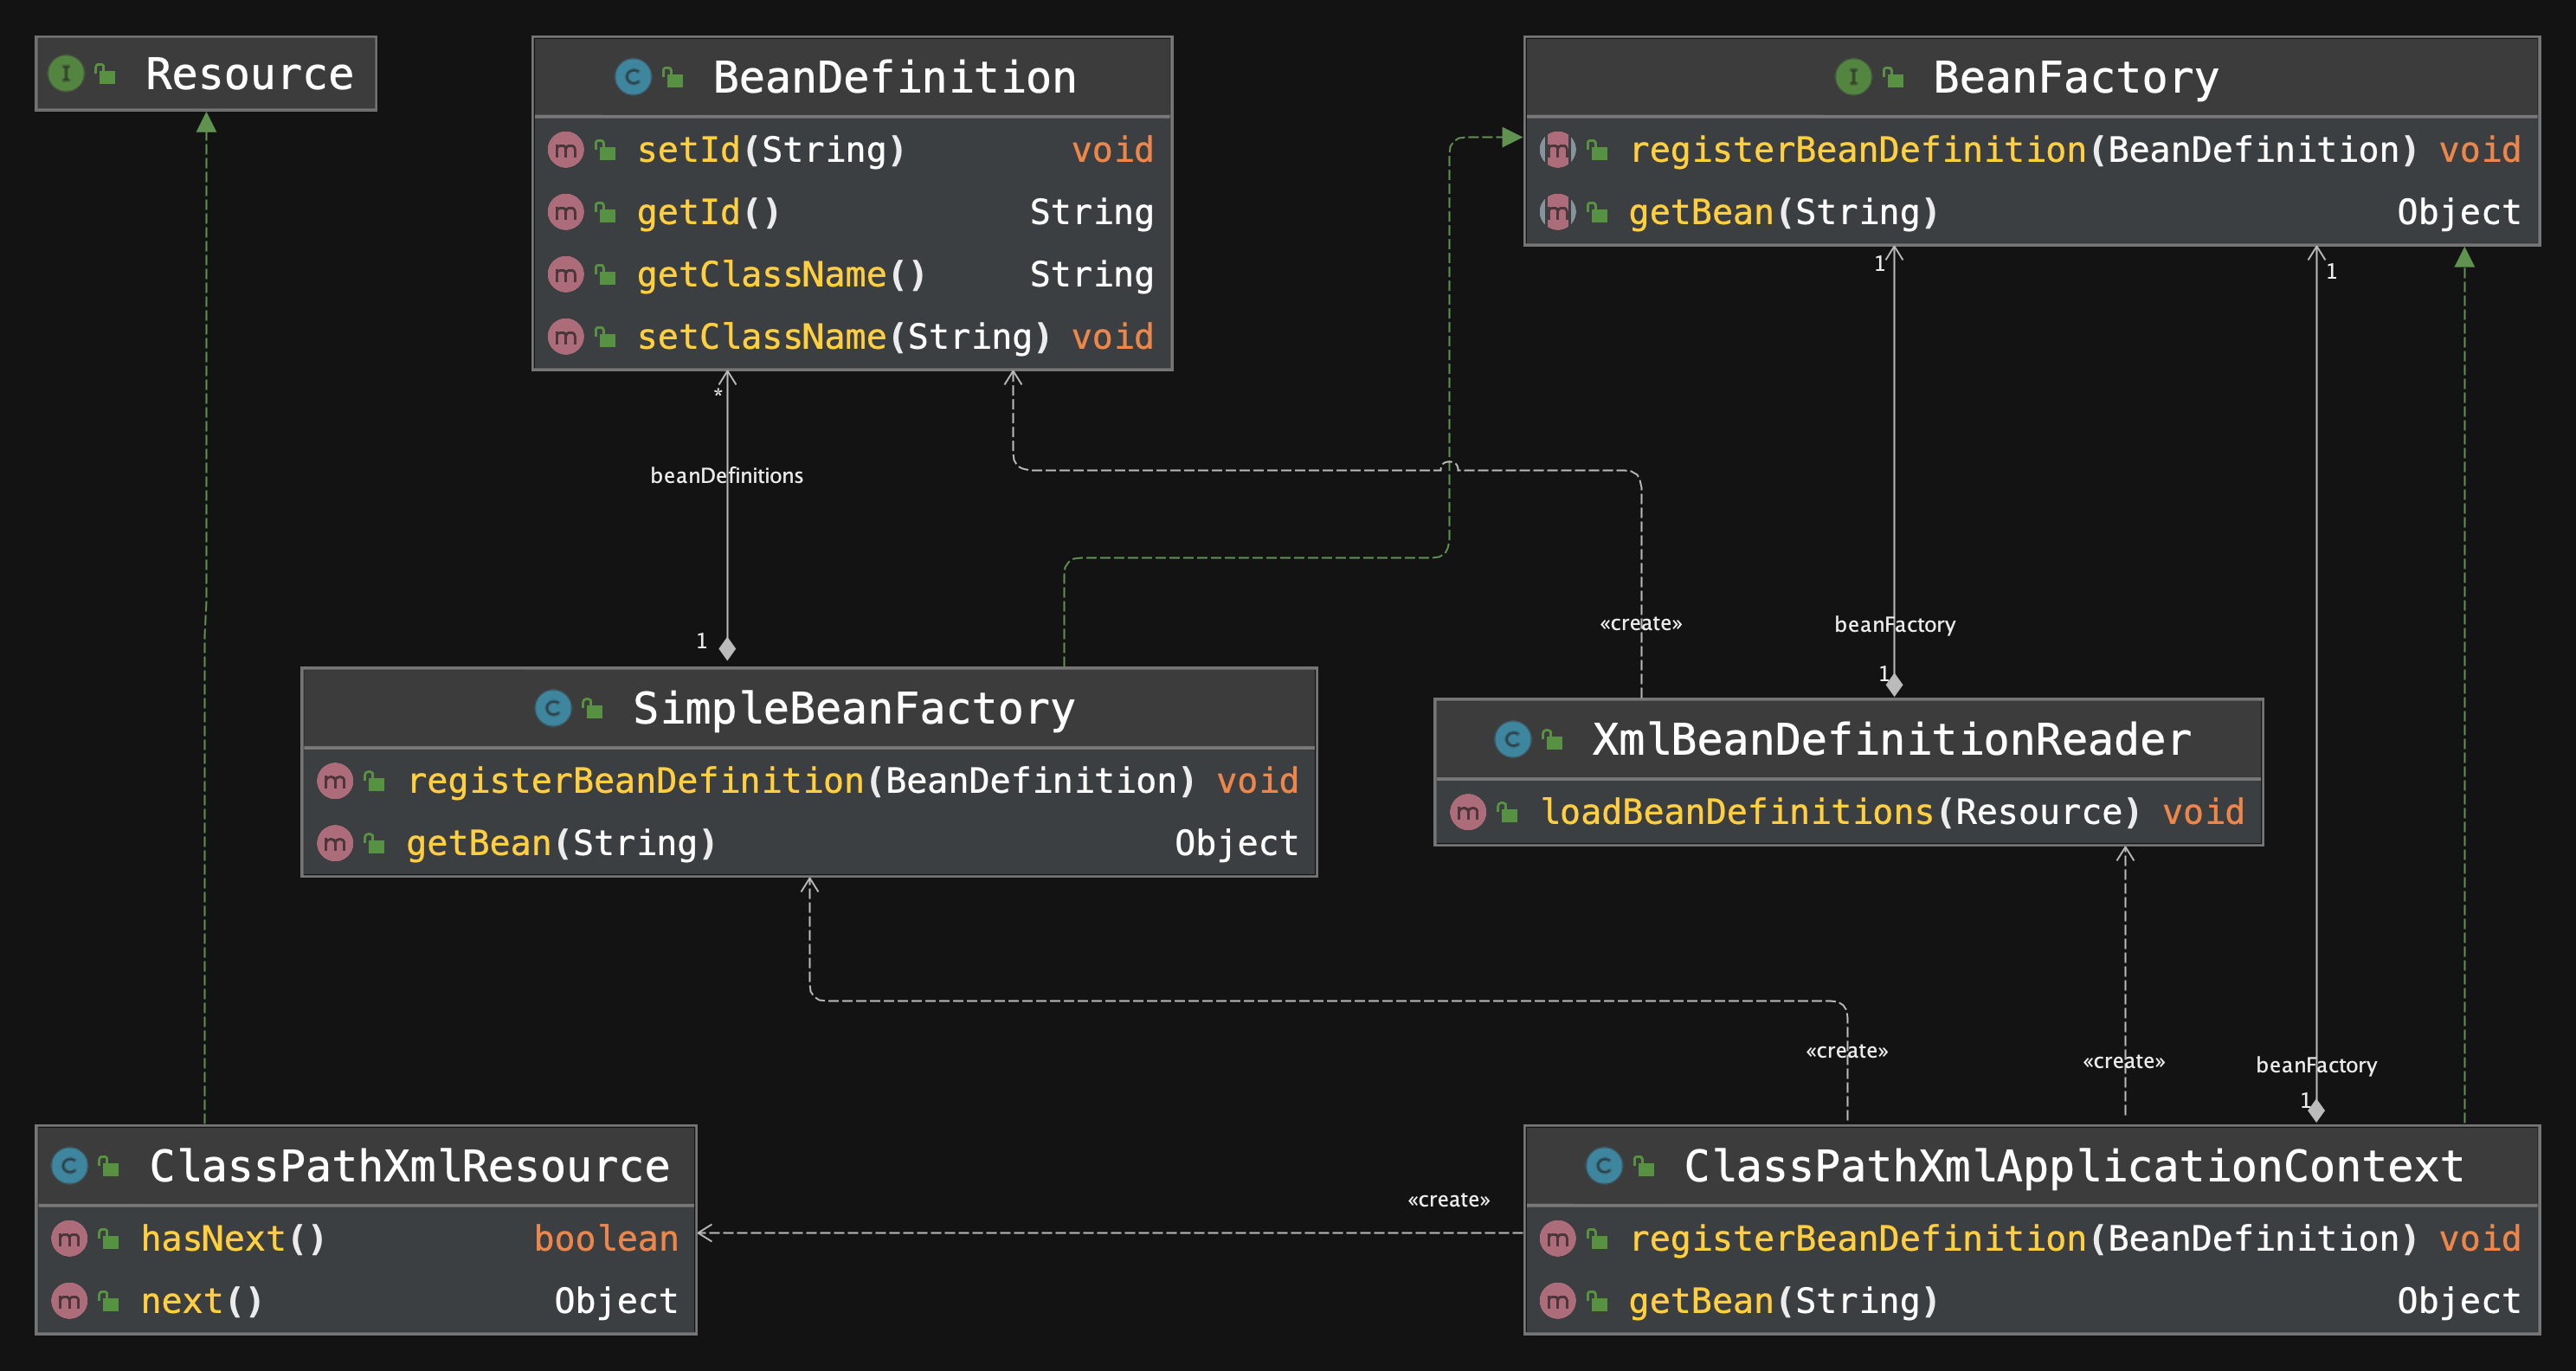 Resource
BeanDefinition
setId(String) void
getId() String
getClassName() String
setClassName(String) void
BeanFactory
registerBeanDefinition(BeanDefinition) void
getBean(String) Object
1
1
*
beanDefinitions
1
«create»
beanFactory
1
SimpleBeanFactory
registerBeanDefinition(BeanDefinition) void
getBean(String) Object
XmlBeanDefinitionReader
loadBeanDefinitions(Resource) void
«create»
«create»
beanFactory
1
ClassPathXmlResource
hasNext() boolean
next() Object
«create»
ClassPathXmlApplicationContext
registerBeanDefinition(BeanDefinition) void
getBean(String) Object